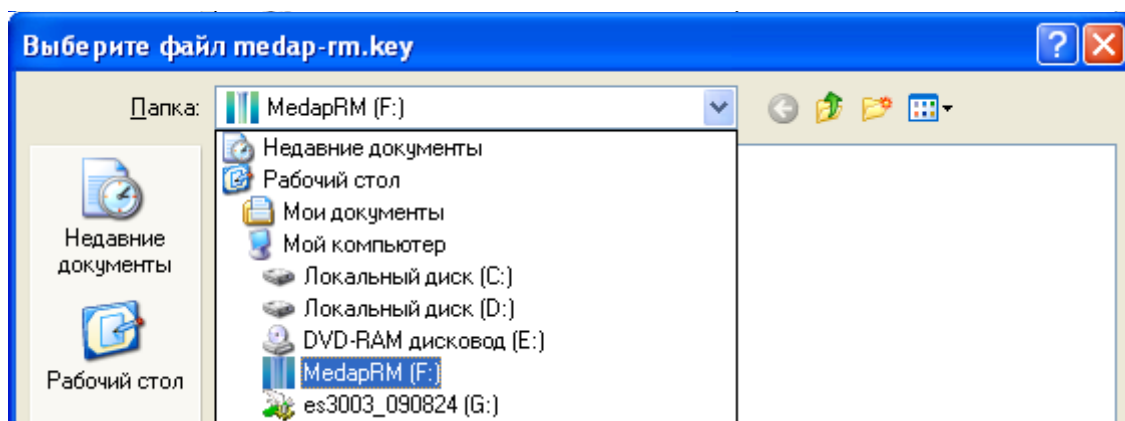 Выберите файл medap-rm.key
Папка: MedapRM (F:)
Недавние документы
Рабочий стол
Мои документы
Мой компьютер
Локальный диск (C:)
Локальный диск (D:)
DVD-RAM дисковод (E:)
MedapRM (F:)
es3003_090824 (G:)
Недавние
документы
Рабочий стол